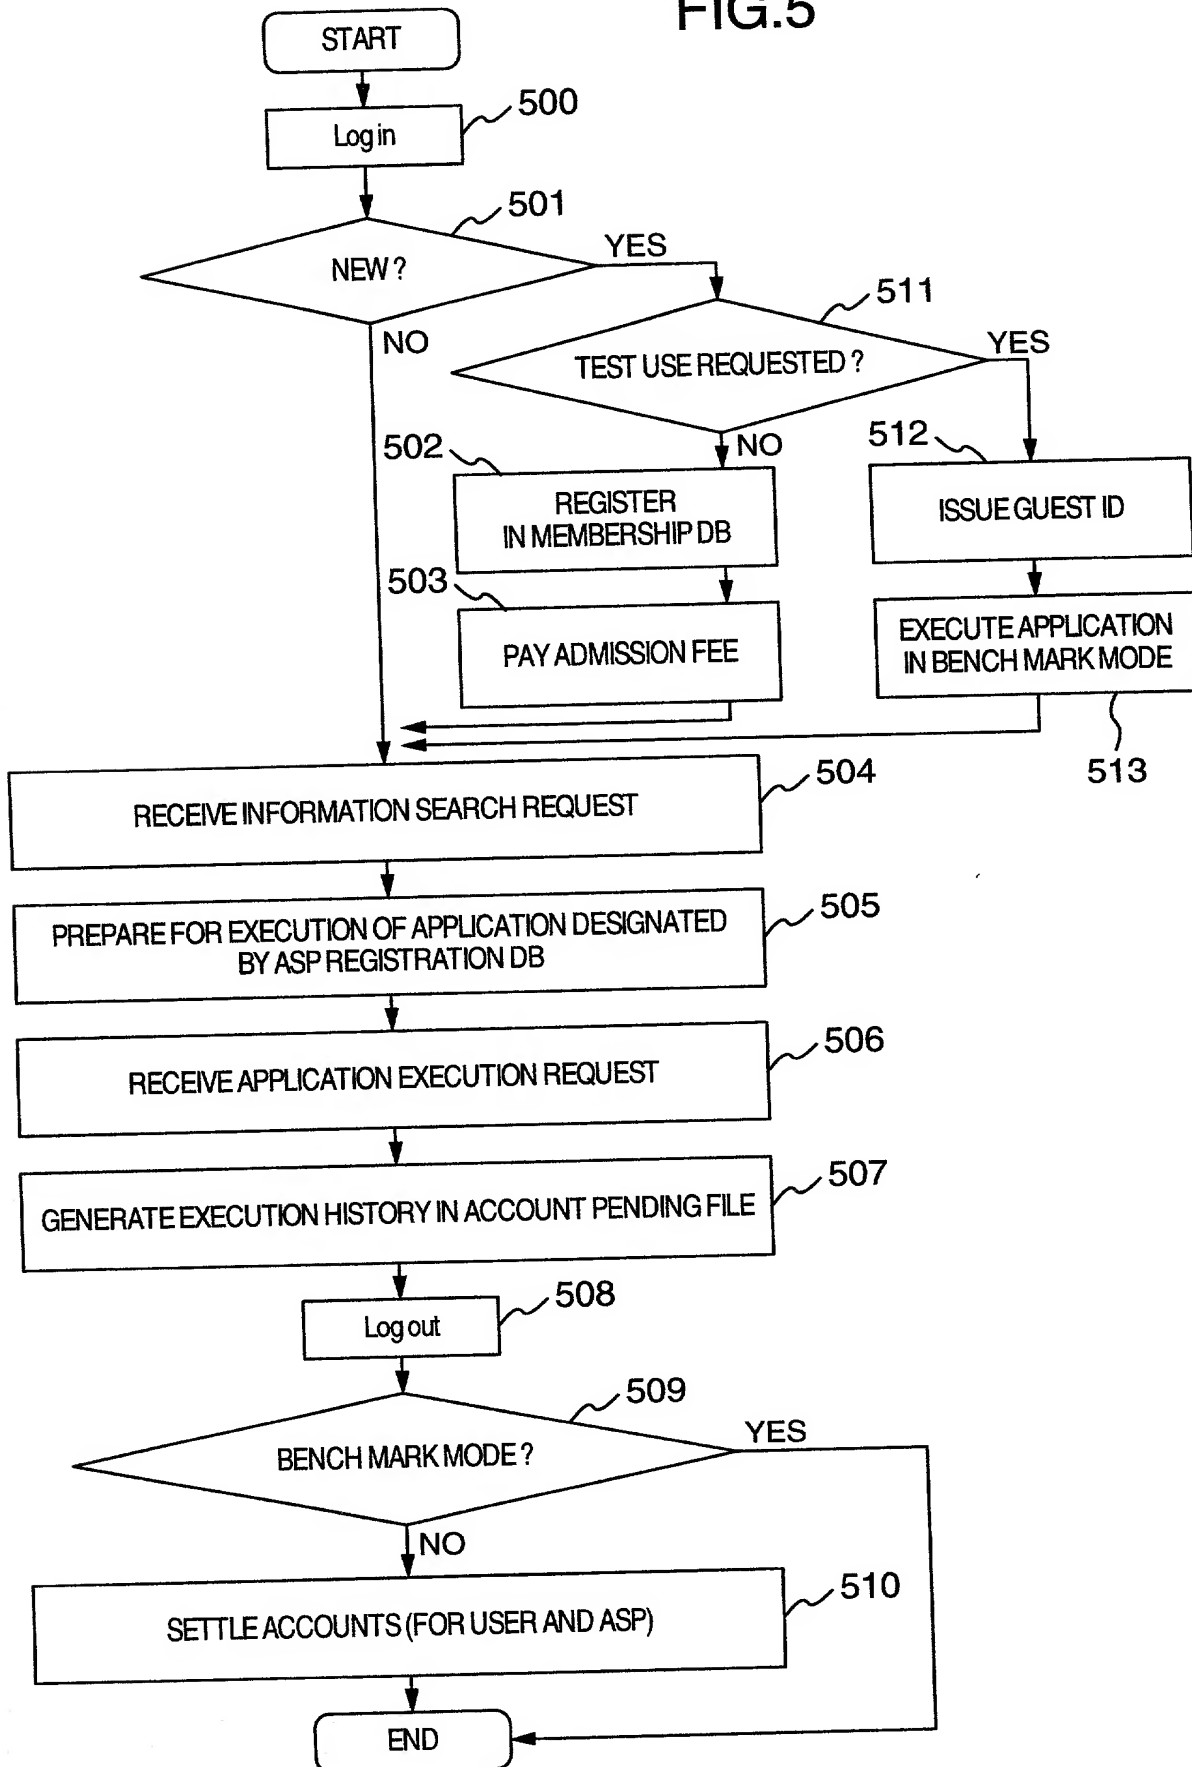 FIG.5
START
500
Log in
501
NEW ?
YES
NO
511
TEST USE REQUESTED ?
YES
NO
502
REGISTER
IN MEMBERSHIP DB
512
ISSUE GUEST ID
503
PAY ADMISSION FEE
EXECUTE APPLICATION
IN BENCH MARK MODE
513
504
RECEIVE INFORMATION SEARCH REQUEST
505
PREPARE FOR EXECUTION OF APPLICATION DESIGNATED
BY ASP REGISTRATION DB
506
RECEIVE APPLICATION EXECUTION REQUEST
507
GENERATE EXECUTION HISTORY IN ACCOUNT PENDING FILE
508
Log out
509
BENCH MARK MODE ?
YES
NO
510
SETTLE ACCOUNTS (FOR USER AND ASP)
END